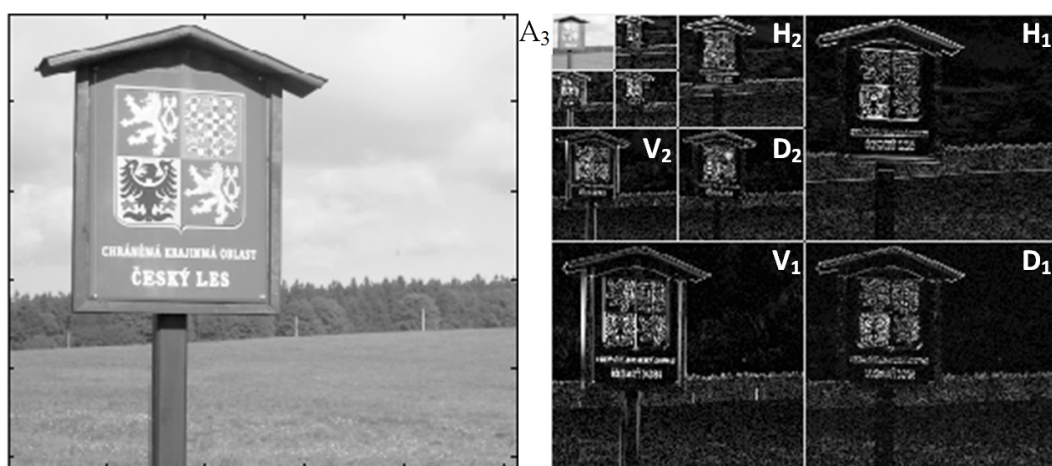 CHRÁNĚNÁ KRAJINNÁ OBLAST
ČESKÝ LES
A₃
H₂
H₁
V₂
D₂
V₁
D₁